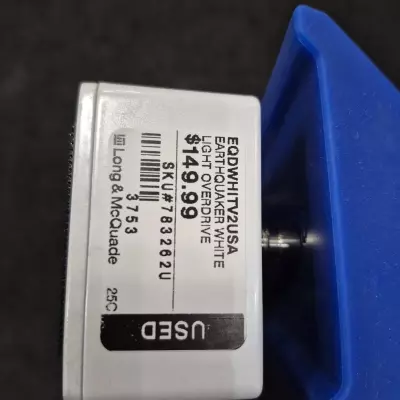 EQDWHITV2USA
EARTHQUAKER WHITE
LIGHT OVERDRIVE
$149.99
SKU#783262U
Long & McQuade
3753
25C
USED